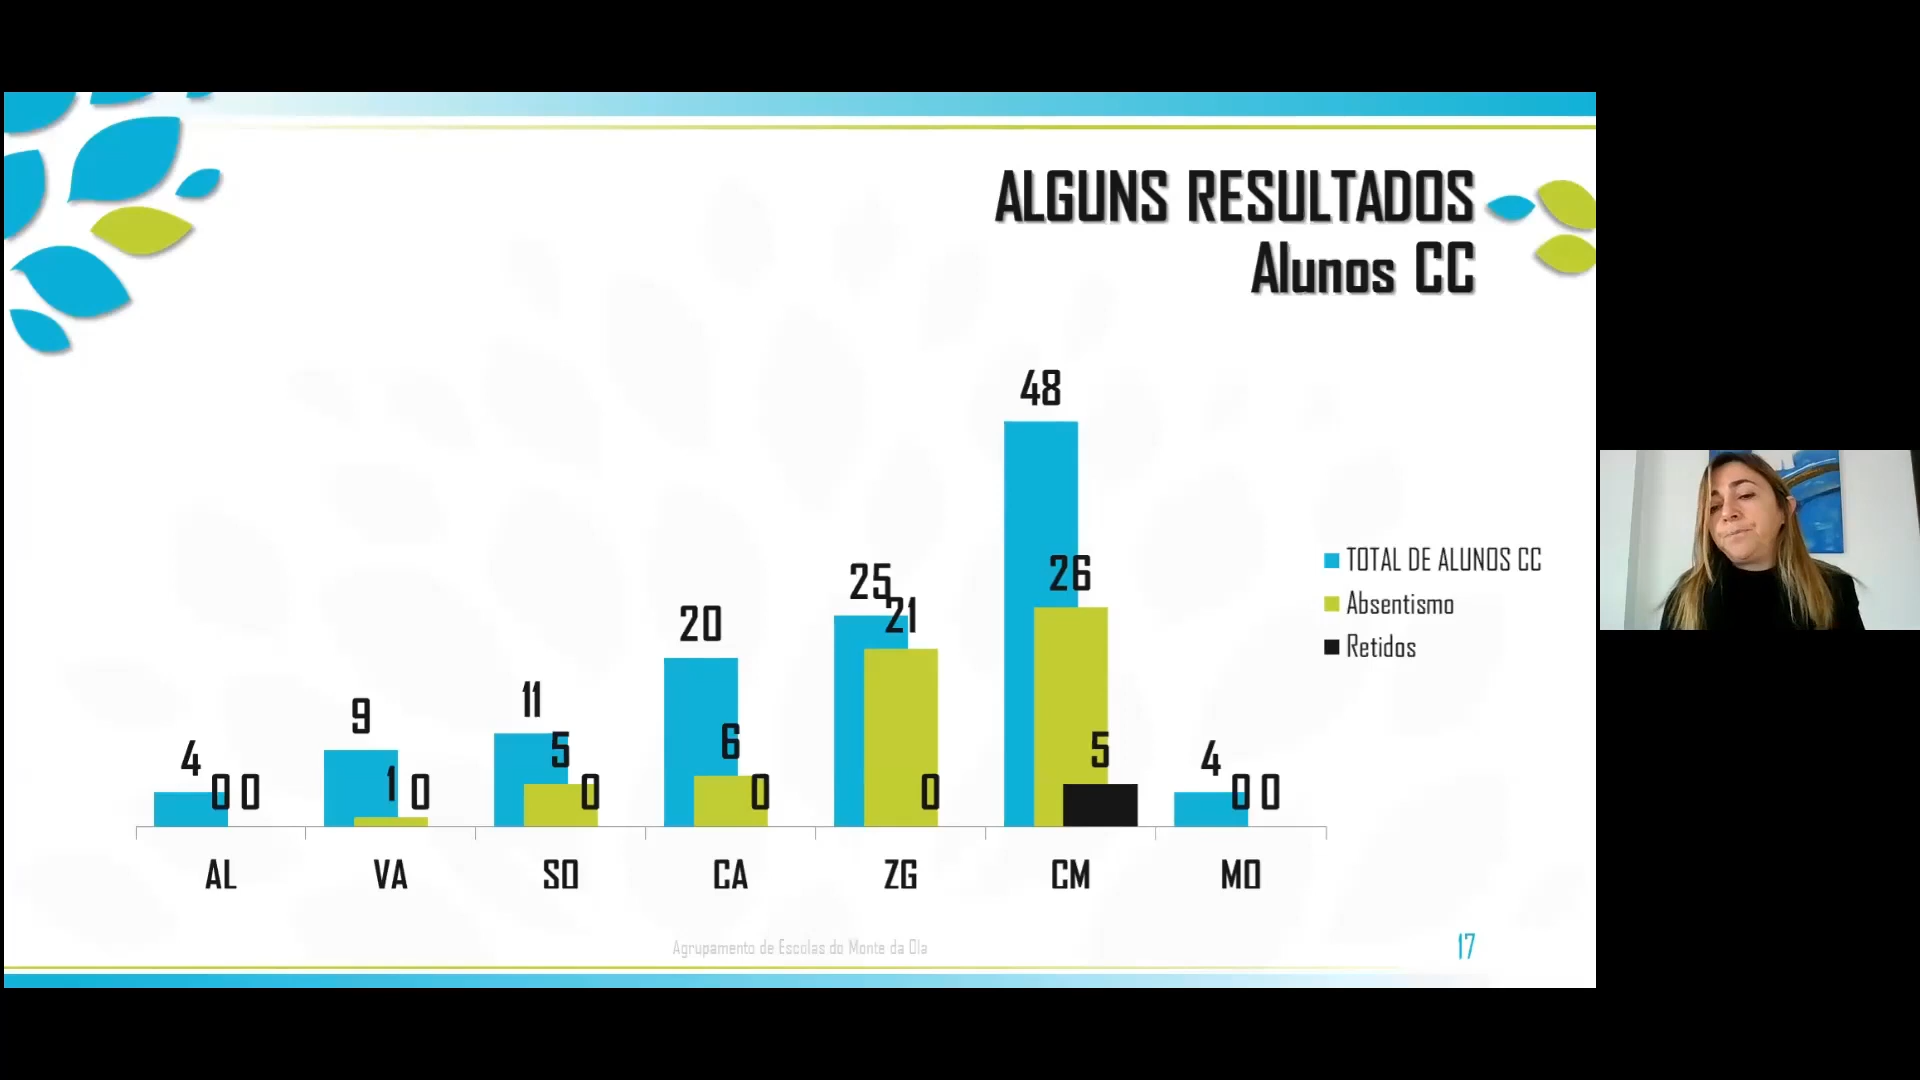 ALGUNS RESULTADOS
Alunos CC
48
26
25
21
20
11
9
6
5
5
4
0 0
1 0
0
0
0
4
0 0
TOTAL DE ALUNOS CC
Absentismo
Retidos
AL VA SO CA ZG CM MO
Agrupamento de Escolas do Monte da Ola
17